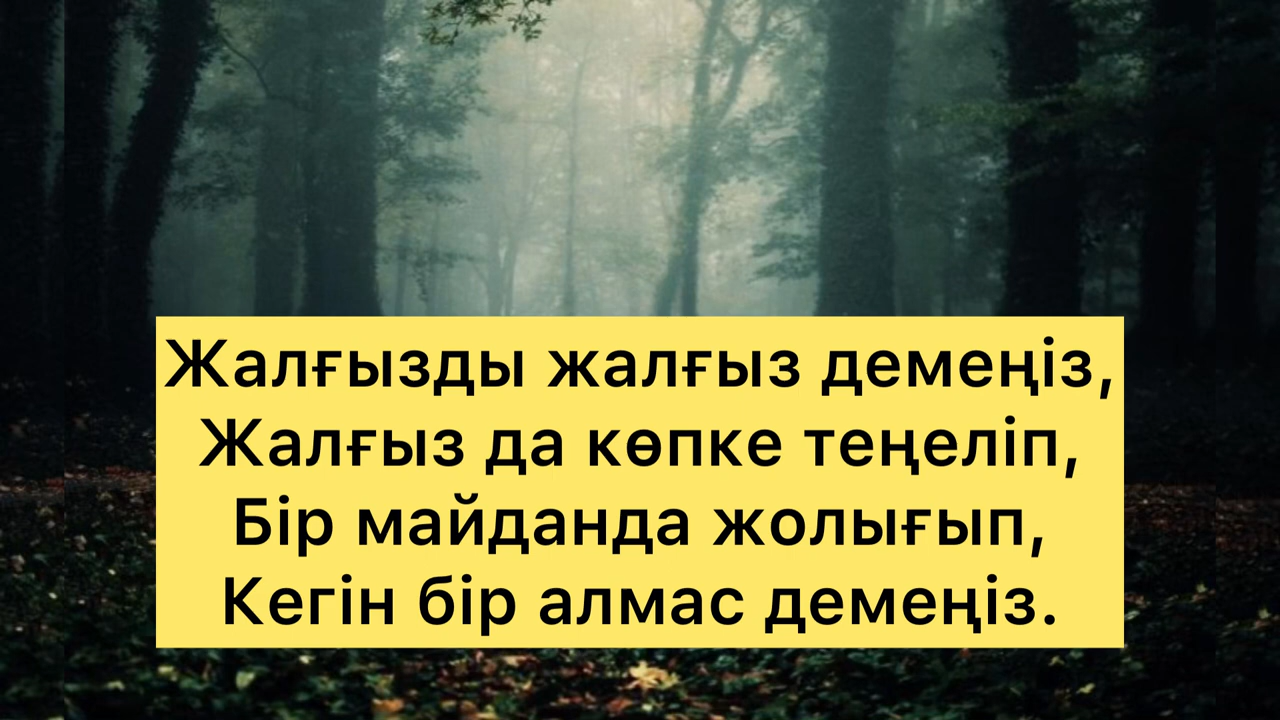 Жалғызды жалғыз демеңіз,
Жалғыз да көпке теңеліп,
Бір майданда жолығып,
Кегін бір алмас демеңіз.